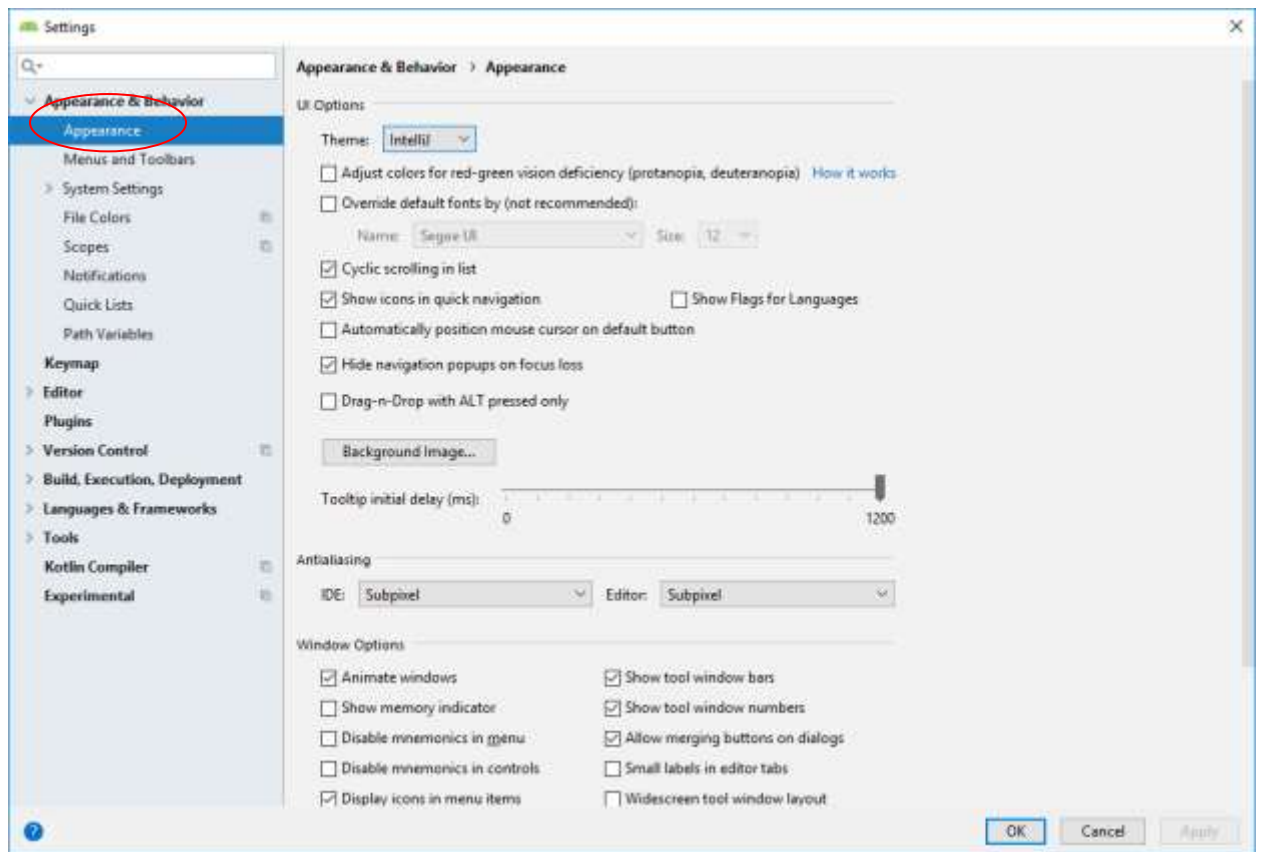 Settings
Appearance & Behavior
Appearance
Menus and Toolbars
System Settings
File Colors
Scopes
Notifications
Quick Lists
Path Variables
Keymap
Editor
Plugins
Version Control
Build, Execution, Deployment
Languages & Frameworks
Tools
Kotlin Compiler
Experimental
Appearance & Behavior > Appearance
UI Options
Theme: IntelliJ
Adjust colors for red-green vision deficiency (protanopia, deuteranopia) How it works
Override default fonts by (not recommended):
Name: Segoe UI Size: 12
Cyclic scrolling in list
Show icons in quick navigation Show Flags for Languages
Automatically position mouse cursor on default button
Hide navigation popups on focus loss
Drag-n-Drop with ALT pressed only
Background Image...
Tooltip initial delay (ms):
0 1200
Antialiasing
IDE: Subpixel Editor: Subpixel
Window Options
Animate windows Show tool window bars
Show memory indicator Show tool window numbers
Disable mnemonics in menu Allow merging buttons on dialogs
Disable mnemonics in controls Small labels in editor tabs
Display icons in menu items Widescreen tool window layout
? OK Cancel Apply